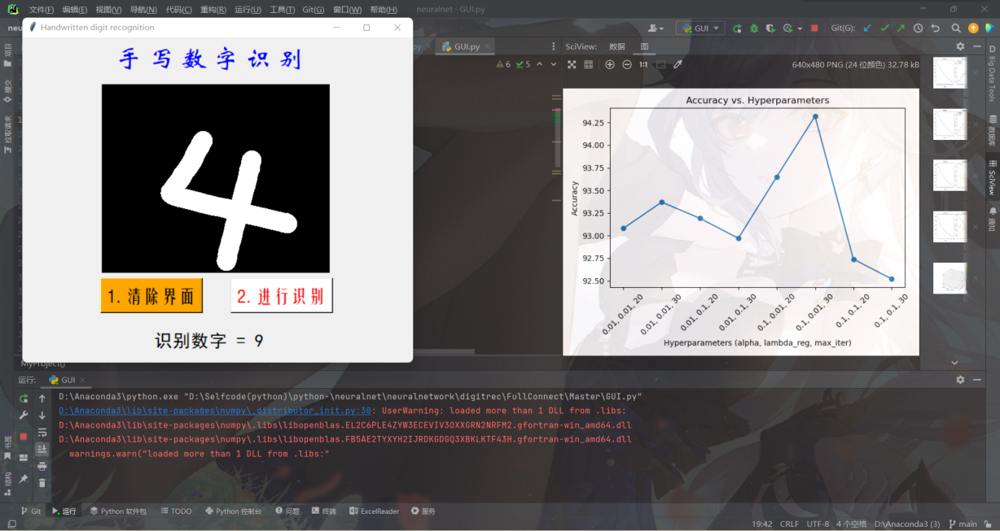 文件(F) 编辑(E) 视图(V) 导航(N) 代码(C) 重构(R) 运行(U) 工具(T) Git(G) 窗口(W) 帮助(H) neuralnet - GUI.py
Handwritten digit recognition
手写数字识别
4
1. 清除界面
2. 进行识别
识别数字 = 9
GUI
Git(G):
GUI.py
SciView: 数据 图
6 5
1:1
640x480 PNG (24 位颜色) 32.78 kB
Accuracy vs. Hyperparameters
Accuracy
94.25
94.00
93.75
93.50
93.25
93.00
92.75
92.50
0.01, 0.01, 20
0.01, 0.01, 30
0.01, 0.1, 20
0.01, 0.1, 30
0.1, 0.01, 20
0.1, 0.01, 30
0.1, 0.1, 20
0.1, 0.1, 30
Hyperparameters (alpha, lambda_reg, max_iter)
项目
提交
拉取请求
D Big Data Tools
数据库
SciView
通知
MyProject()
运行: GUI
D:\Anaconda3\python.exe "D:\Selfcode(python)\python-\neuralnet\neuralnetwork\digitrec\FullConnect\Master\GUI.py"
D:\Anaconda3\lib\site-packages\numpy\_distributor_init.py:30: UserWarning: loaded more than 1 DLL from .libs:
D:\Anaconda3\lib\site-packages\numpy\.libs\libopenblas.EL2C6PLE4ZYW3ECEVIV3OXXGRN2NRFM2.gfortran-win_amd64.dll
D:\Anaconda3\lib\site-packages\numpy\.libs\libopenblas.FB5AE2TYXYH2IJRDKGDGQ3XBKLKTF43H.gfortran-win_amd64.dll
warnings.warn("loaded more than 1 DLL from .libs:"
书签
结构
Git 运行 Python 软件包 TODO Python 控制台 问题 终端 ExcelReader 服务
19:42 CRLF UTF-8 4 个空格 D:\Anaconda3 (3) main